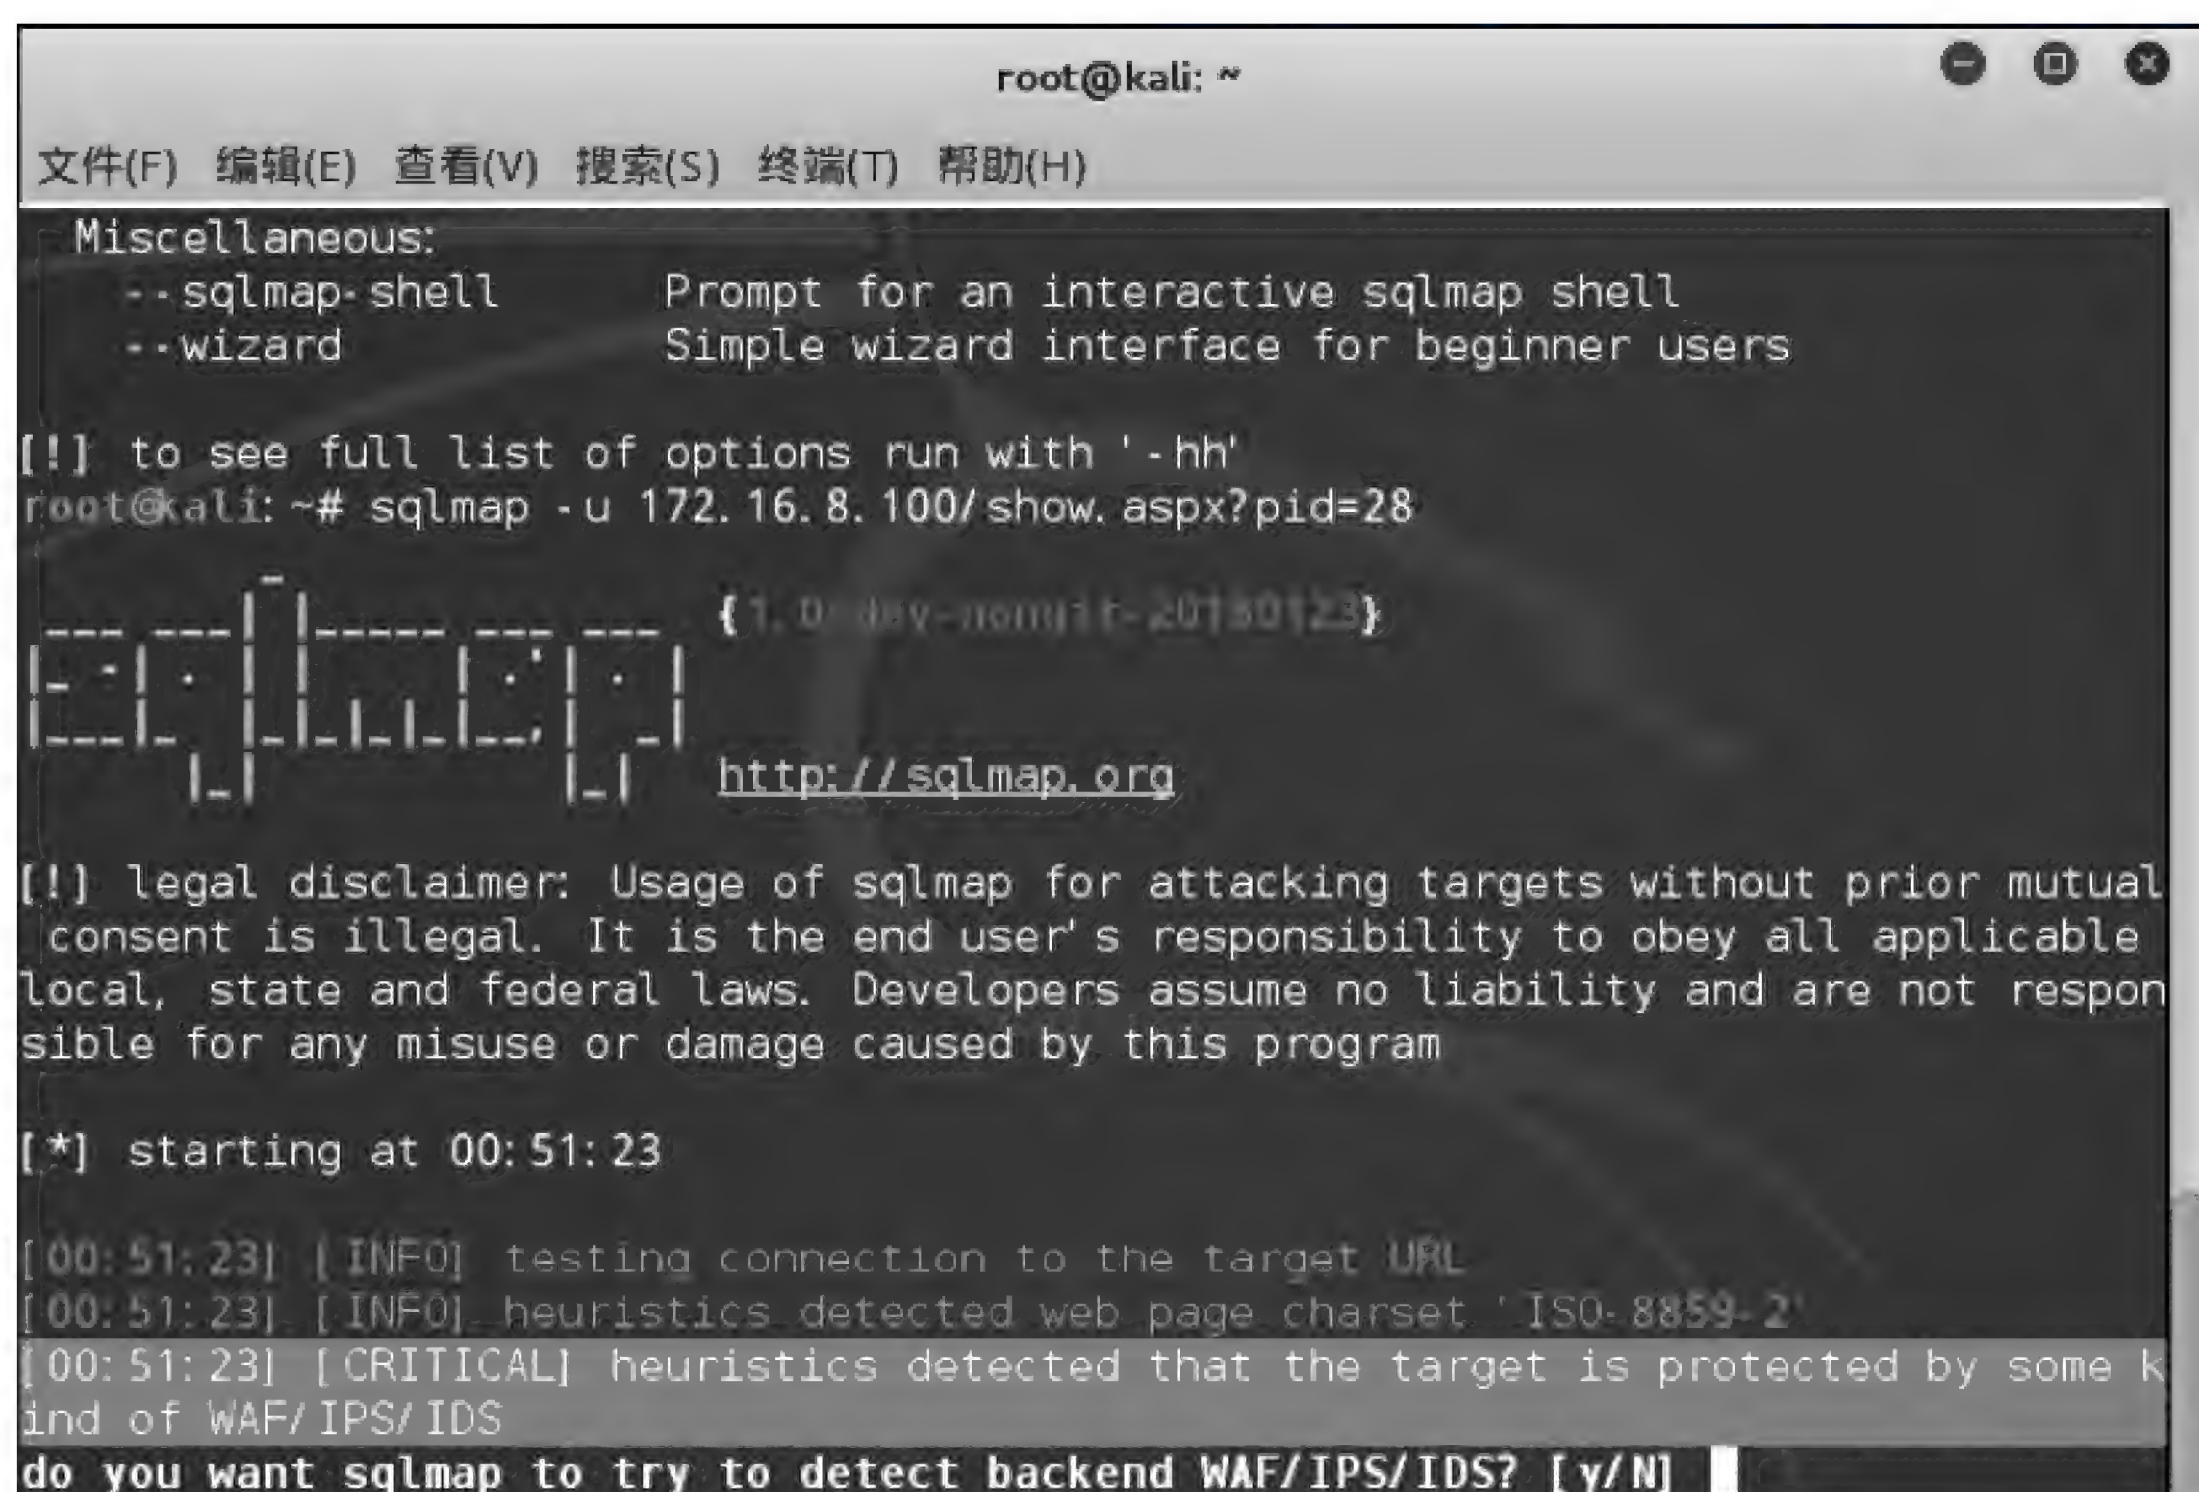 root@kali: ~
文件(F) 编辑(E) 查看(V) 搜索(S) 终端(T) 帮助(H)
Miscellaneous:
--sqlmap-shell Prompt for an interactive sqlmap shell
--wizard Simple wizard interface for beginner users
[!] to see full list of options run with '-hh'
root@kali:~# sqlmap -u 172.16.8.100/show.aspx?pid=28
{1.0-dev-nongit-20180123}
http://sqlmap.org
[!] legal disclaimer: Usage of sqlmap for attacking targets without prior mutual
consent is illegal. It is the end user's responsibility to obey all applicable
local, state and federal laws. Developers assume no liability and are not respon
sible for any misuse or damage caused by this program
[*] starting at 00:51:23
[00:51:23] [INFO] testing connection to the target URL
[00:51:23] [INFO] heuristics detected web page charset 'ISO-8859-2'
[00:51:23] [CRITICAL] heuristics detected that the target is protected by some k
ind of WAF/IPS/IDS
do you want sqlmap to try to detect backend WAF/IPS/IDS? [y/N]